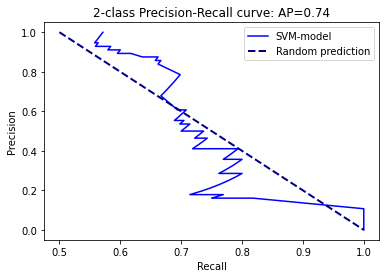 2-class Precision-Recall curve: AP=0.74
SVM-model
Random prediction
1.0
0.8
0.6
0.4
0.2
0.0
Precision
0.5
0.6
0.7
0.8
0.9
1.0
Recall